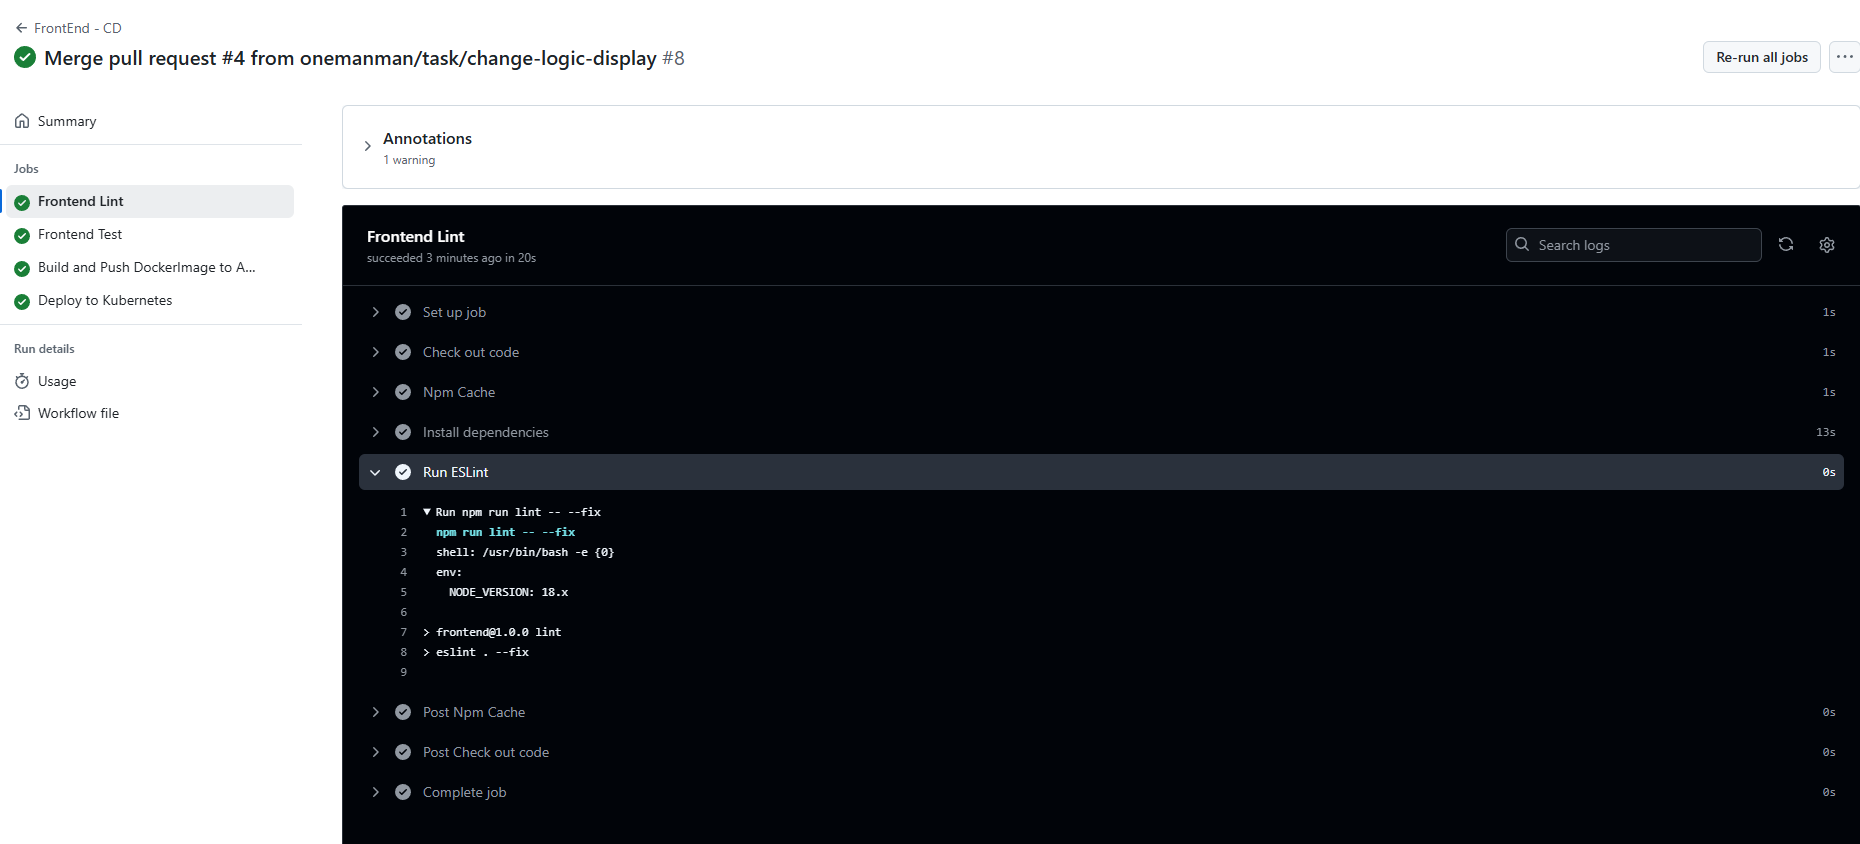 FrontEnd - CD
Merge pull request #4 from onemanman/task/change-logic-display #8
Re-run all jobs
Summary
Jobs
Frontend Lint
Frontend Test
Build and Push DockerImage to A...
Deploy to Kubernetes
Run details
Usage
Workflow file
Annotations
1 warning
Frontend Lint
succeeded 3 minutes ago in 20s
Search logs
Set up job 1s
Check out code 1s
Npm Cache 1s
Install dependencies 13s
Run ESLint 0s
1 Run npm run lint -- --fix
2 npm run lint -- --fix
3 shell: /usr/bin/bash -e {0}
4 env:
5 NODE_VERSION: 18.x
6
7 > frontend@1.0.0 lint
8 > eslint . --fix
9
Post Npm Cache 0s
Post Check out code 0s
Complete job 0s